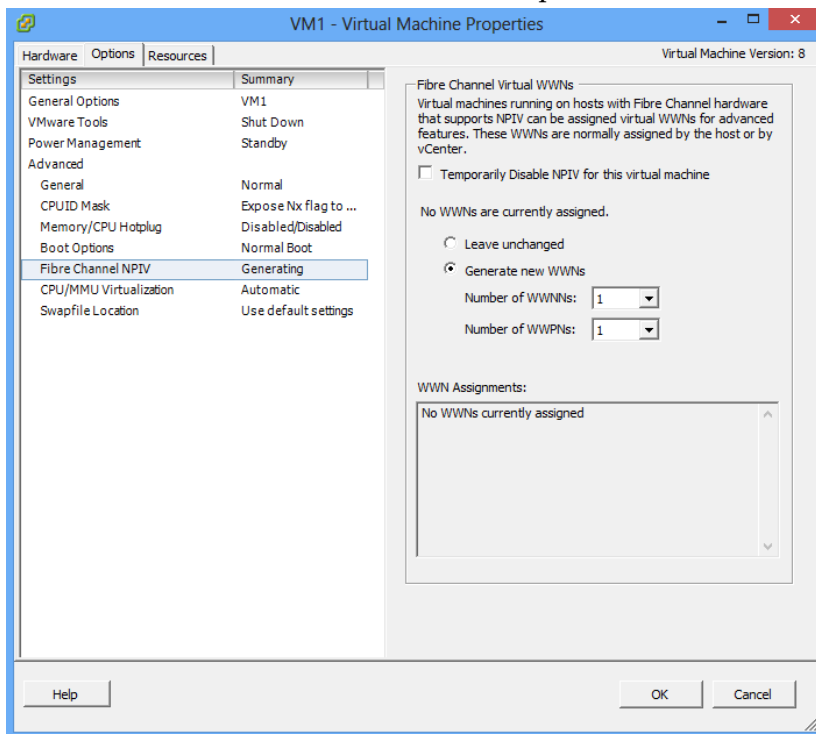 VM1 - Virtual Machine Properties
Hardware Options Resources Virtual Machine Version: 8
Settings Summary
General Options VM1
VMware Tools Shut Down
Power Management Standby
Advanced
General Normal
CPUID Mask Expose Nx flag to ...
Memory/CPU Hotplug Disabled/Disabled
Boot Options Normal Boot
Fibre Channel NPIV Generating
CPU/MMU Virtualization Automatic
Swapfile Location Use default settings
Fibre Channel Virtual WWNs
Virtual machines running on hosts with Fibre Channel hardware
that supports NPIV can be assigned virtual WWNs for advanced
features. These WWNs are normally assigned by the host or by
vCenter.
Temporarily Disable NPIV for this virtual machine
No WWNs are currently assigned.
Leave unchanged
Generate new WWNs
Number of WWNNs: 1
Number of WWPNs: 1
WWN Assignments:
No WWNs currently assigned
Help OK Cancel